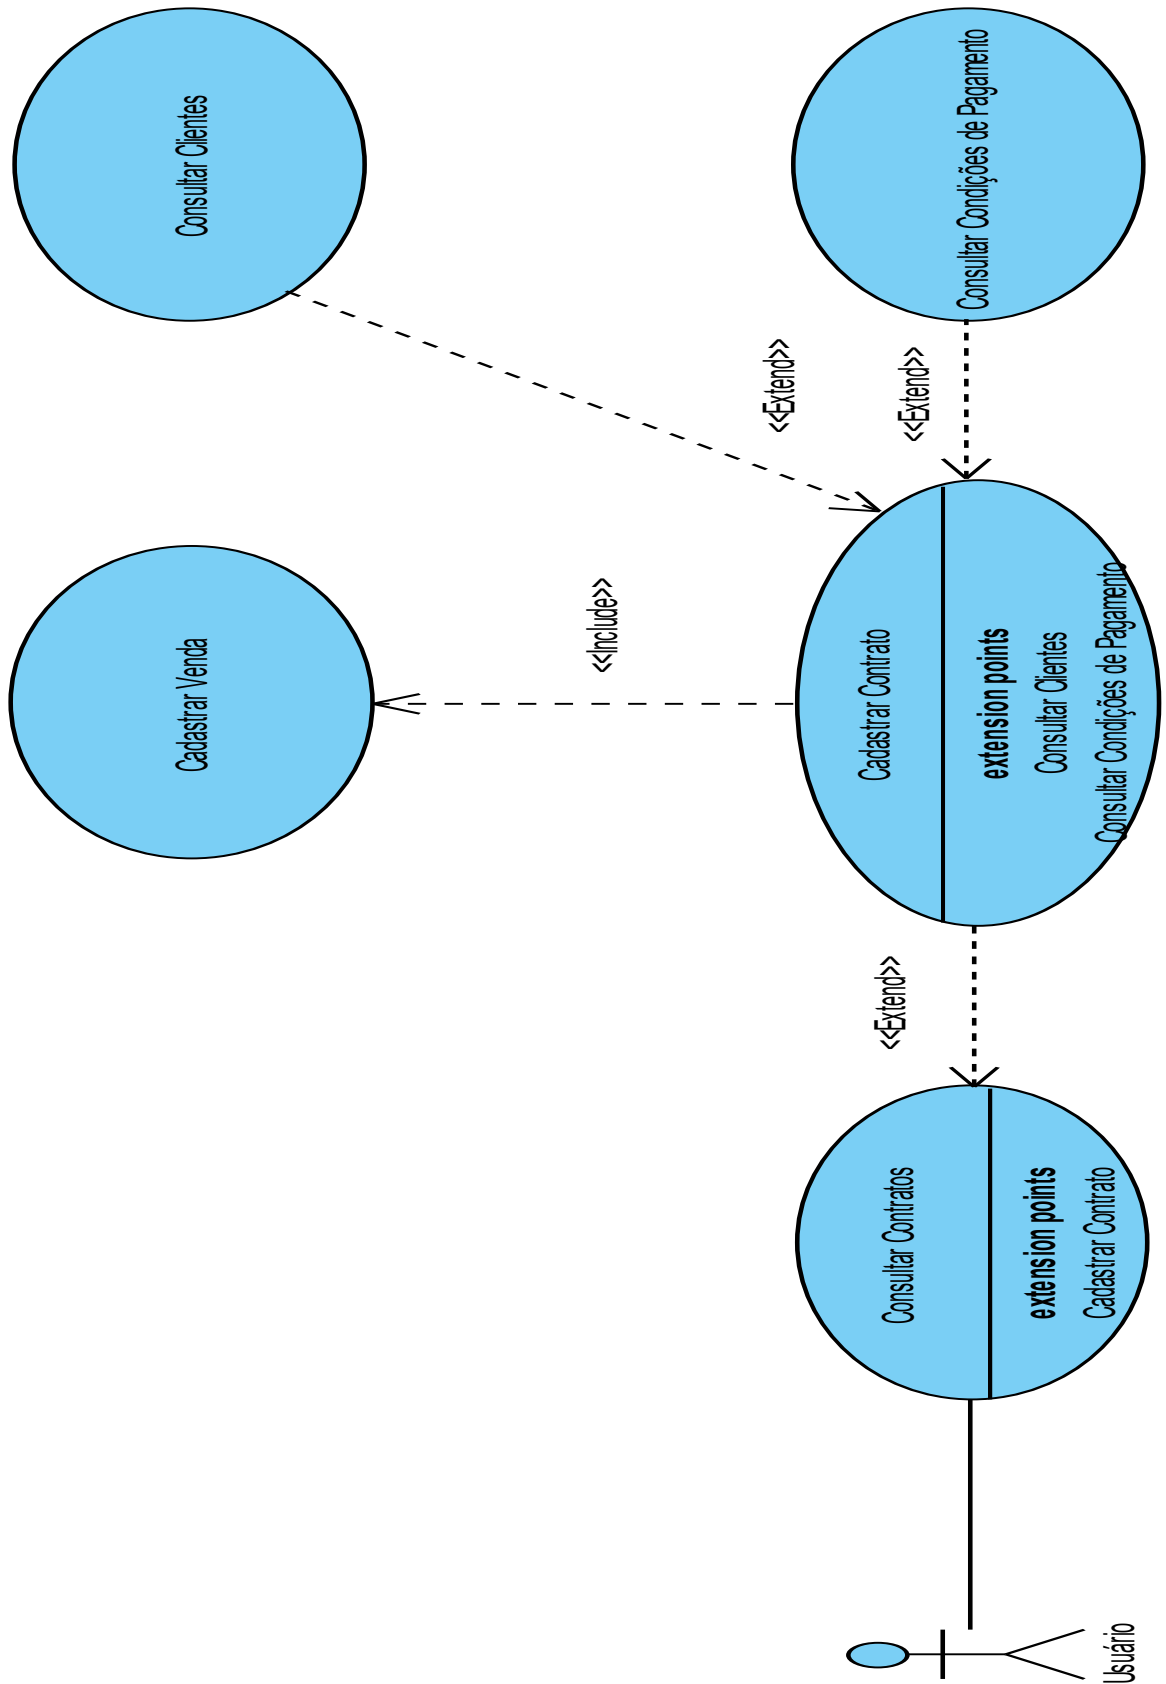 Cadastrar Venda
Consultar Clientes
<<Include>>
<<Extend>>
Usuário
Consultar Contratos
extension points
Cadastrar Contrato
<<Extend>>
Cadastrar Contrato
extension points
Consultar Clientes
Consultar Condições de Pagamento
<<Extend>>
Consultar Condições de Pagamento